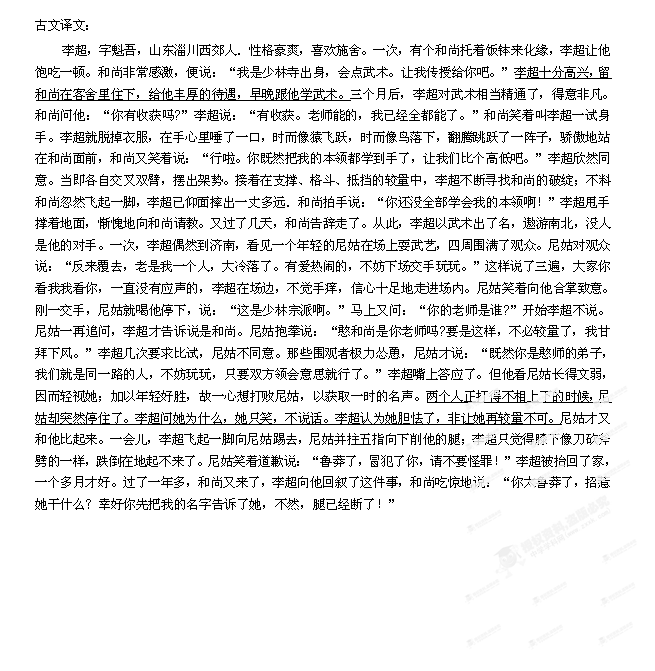 古文译文：
李超，字魁吾，山东淄川西郊人．性格豪爽，喜欢施舍。一次，有个和尚托着饭钵来化缘，李超让他
饱吃一顿。和尚非常感激，便说：“我是少林寺出身，会点武术。让我传授给你吧。”李超十分高兴，留
和尚在客舍里住下，给他丰厚的待遇，早晚跟他学武术。三个月后，李超对武术相当精通了，得意非凡。
和尚问他：“你有收获吗?”李超说：“有收获。老师能的，我已经全都能了。”和尚笑着叫李超一试身
手。李超就脱掉衣服，在手心里唾了一口，时而像猿飞跃，时而像鸟落下，翻腾跳跃了一阵子，骄傲地站
在和尚面前，和尚又笑着说：“行啦。你既然把我的本领都学到手了，让我们比个高低吧。”李超欣然同
意。当即各自交叉双臂，摆出架势。接着在支撑、格斗、抵挡的较量中，李超不断寻找和尚的破绽；不料
和尚忽然飞起一脚，李超已仰面摔出一丈多远．和尚拍手说：“你还没全部学会我的本领啊！”李超甩手
撑着地面，惭愧地向和尚请教。又过了几天，和尚告辞走了。从此，李超以武术出了名，遨游南北，没人
是他的对手。一次，李超偶然到济南，看见一个年轻的尼姑在场上耍武艺，四周围满了观众。尼姑对观众
说：“反来覆去，老是我一个人，大冷落了。有爱热闹的，不妨下场交手玩玩。”这样说了三遍，大家你
看我我看你，一直没有应声的，李超在场边，不觉手痒，信心十足地走进场内。尼姑笑着向他合掌致意。
刚一交手，尼姑就喝他停下，说：“这是少林宗派啊。”马上又问：“你的老师是谁?”开始李超不说。
尼姑一再追问，李超才告诉说是和尚。尼姑抱拳说：“憨和尚是你老师吗?要是这样，不必较量了，我甘
拜下风。”李超几次要求比试，尼姑不同意。那些围观者极力怂恿，尼姑才说：“既然你是憨师的弟子，
我们就是同一路的人，不妨玩玩，只要双方领会意思就行了。”李超嘴上答应了。但他看尼姑长得文弱，
因而轻视她；加以年轻好胜，故一心想打败尼姑，以获取一时的名声。两个人正打得不相上下的时候，尼
姑却突然停住了。李超问她为什么，她只笑，不说话。李超认为她胆怯了，非让她再较量不可。尼姑才又
和他比起来。一会儿，李超飞起一脚向尼姑踢去，尼姑并拄五指向下削他的腿；李超只觉得膝下像刀砍斧
劈的一样，跌倒在地起不来了。尼姑笑着道歉说：“鲁莽了，冒犯了你，请不要怪罪！”李超被抬回了家，
一个多月才好。过了一年多，和尚又来了，李超向他回叙了这件事，和尚吃惊地说：“你太鲁莽了，招惹
她干什么？幸好你先把我的名字告诉了她，不然，腿已经断了！”